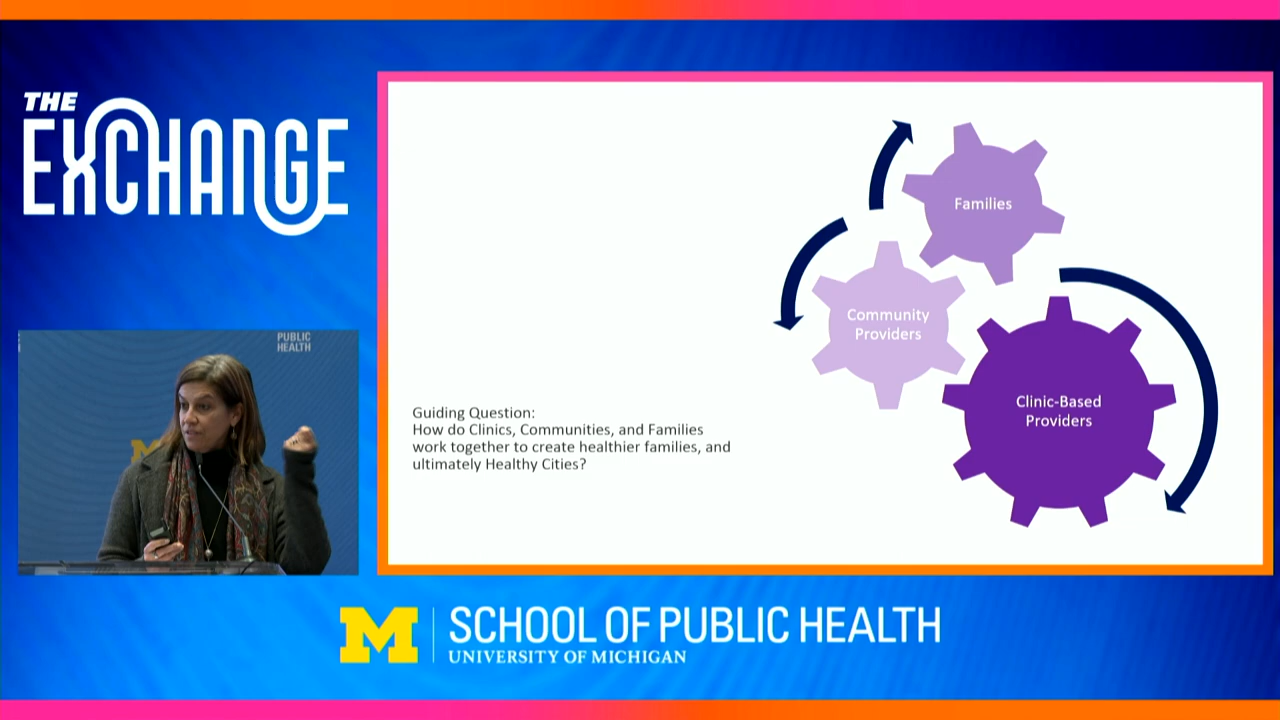 THE
EXCHANGE
Families
Community
Providers
Clinic-Based
Providers
Guiding Question:
How do Clinics, Communities, and Families
work together to create healthier families, and
ultimately Healthy Cities?
PUBLIC
HEALTH
M
M
SCHOOL OF PUBLIC HEALTH
UNIVERSITY OF MICHIGAN